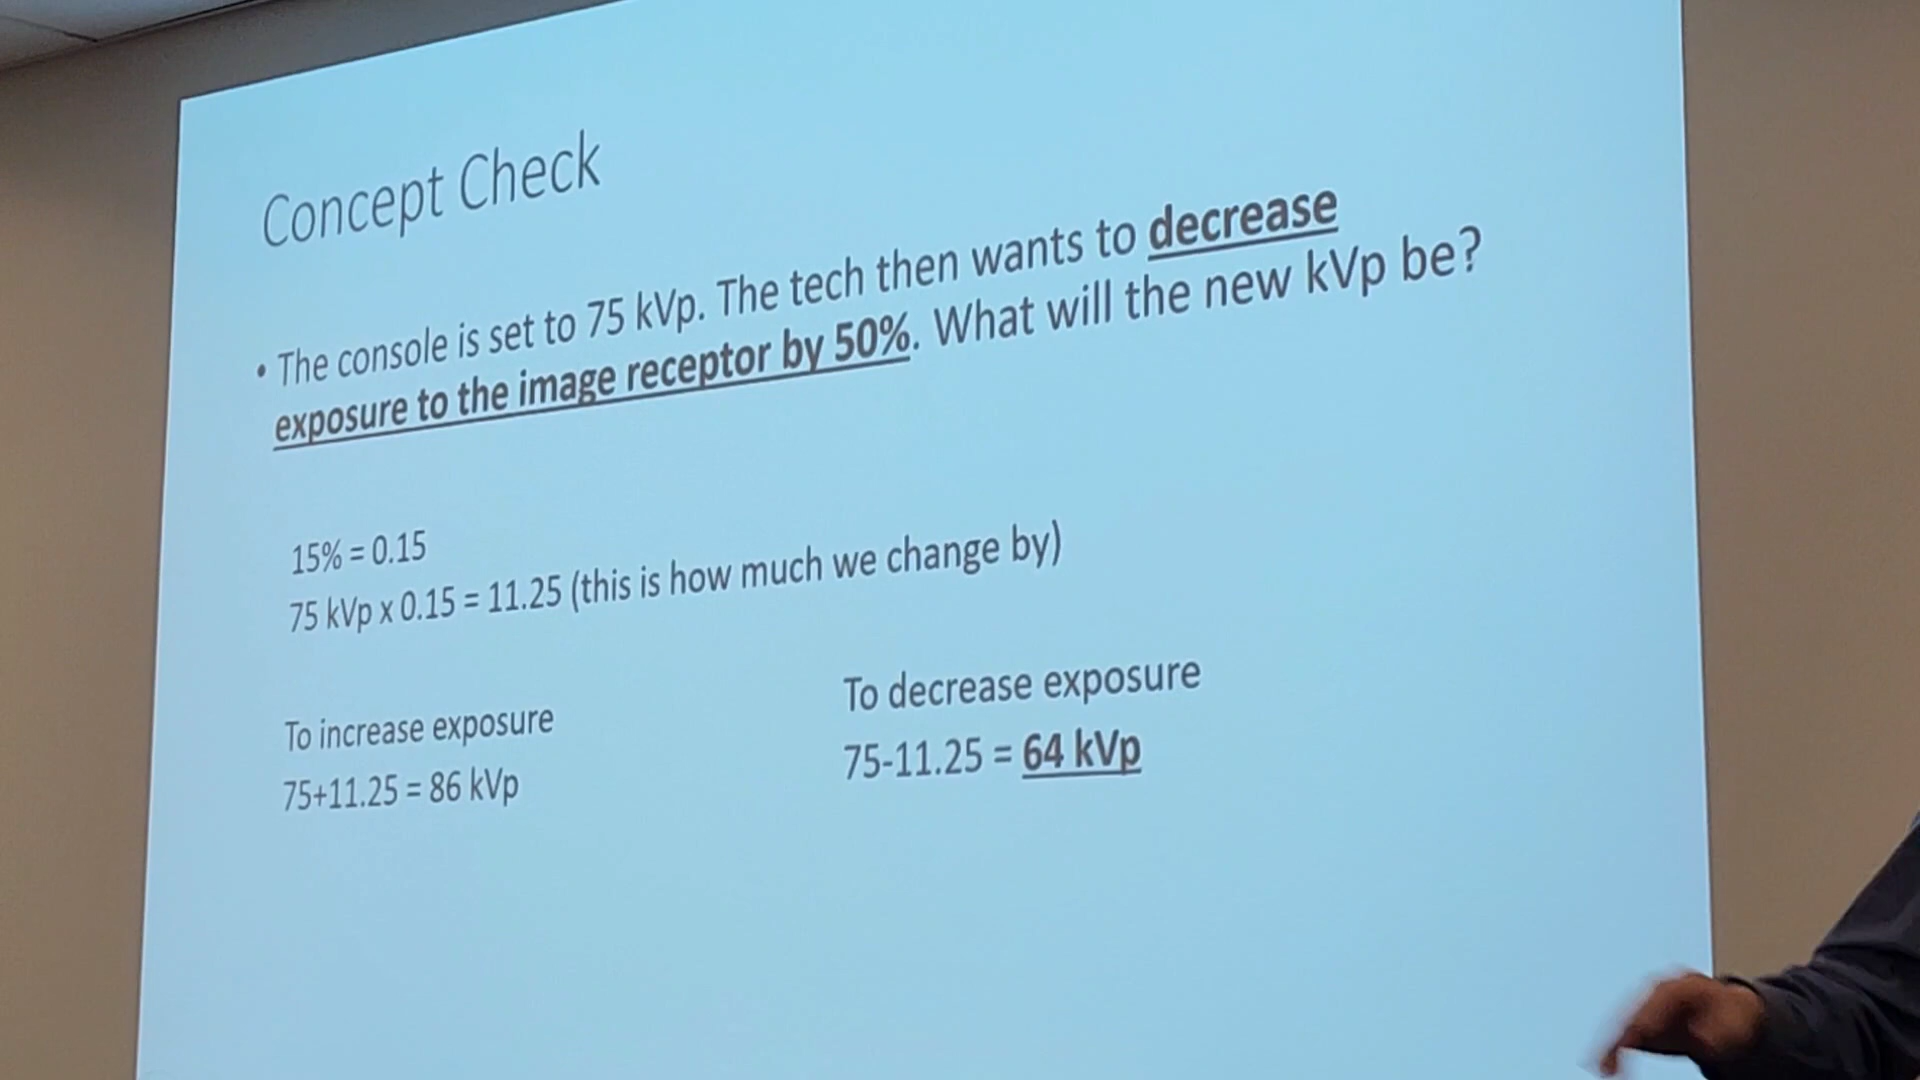 Concept Check
• The console is set to 75 kVp. The tech then wants to decrease
exposure to the image receptor by 50%. What will the new kVp be?
15% = 0.15
75 kVp x 0.15 = 11.25 (this is how much we change by)
To increase exposure
75+11.25 = 86 kVp
To decrease exposure
75-11.25 = 64 kVp